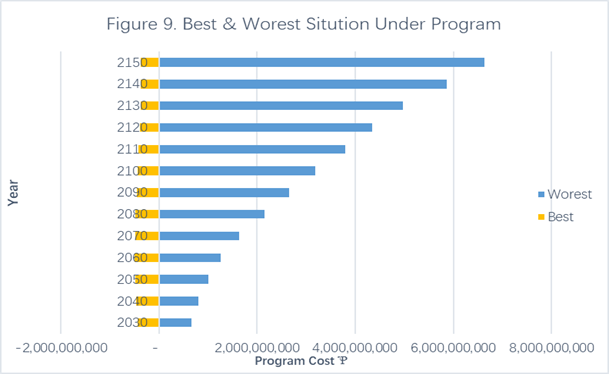 Figure 9. Best & Worest Sitution Under Program
2150
2140
2130
2120
2110
2100
2090
2080
2070
2060
2050
2040
2030
Year
Worest
Best
-2,000,000,000 - 2,000,000,000 4,000,000,000 6,000,000,000 8,000,000,000
Program Cost Ᵽ